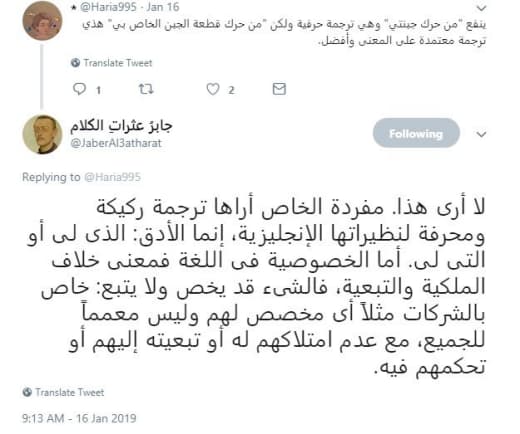 @Haria995 · Jan 16
ينفع "من حرك جبنتي" وهي ترجمة حرفية ولكن "من حرك قطعة الجبن الخاص بي" هذي
ترجمة معتمدة على المعنى وأفضل.
Translate Tweet
1 2
جابرُ عثراتِ الكلام
@JaberAl3atharat
Following
Replying to @Haria995
لا أرى هذا. مفردة الخاص أراها ترجمة ركيكة
ومحرفة لنظيراتها الإنجليزية، إنما الأدق: الذى لى أو
التى لى. أما الخصوصية فى اللغة فمعنى خلاف
الملكية والتبعية، فالشىء قد يخص ولا يتبع: خاص
بالشركات مثلاً أى مخصص لهم وليس معمماً
للجميع، مع عدم امتلاكهم له أو تبعيته إليهم أو
تحكمهم فيه.
Translate Tweet
9:13 AM - 16 Jan 2019